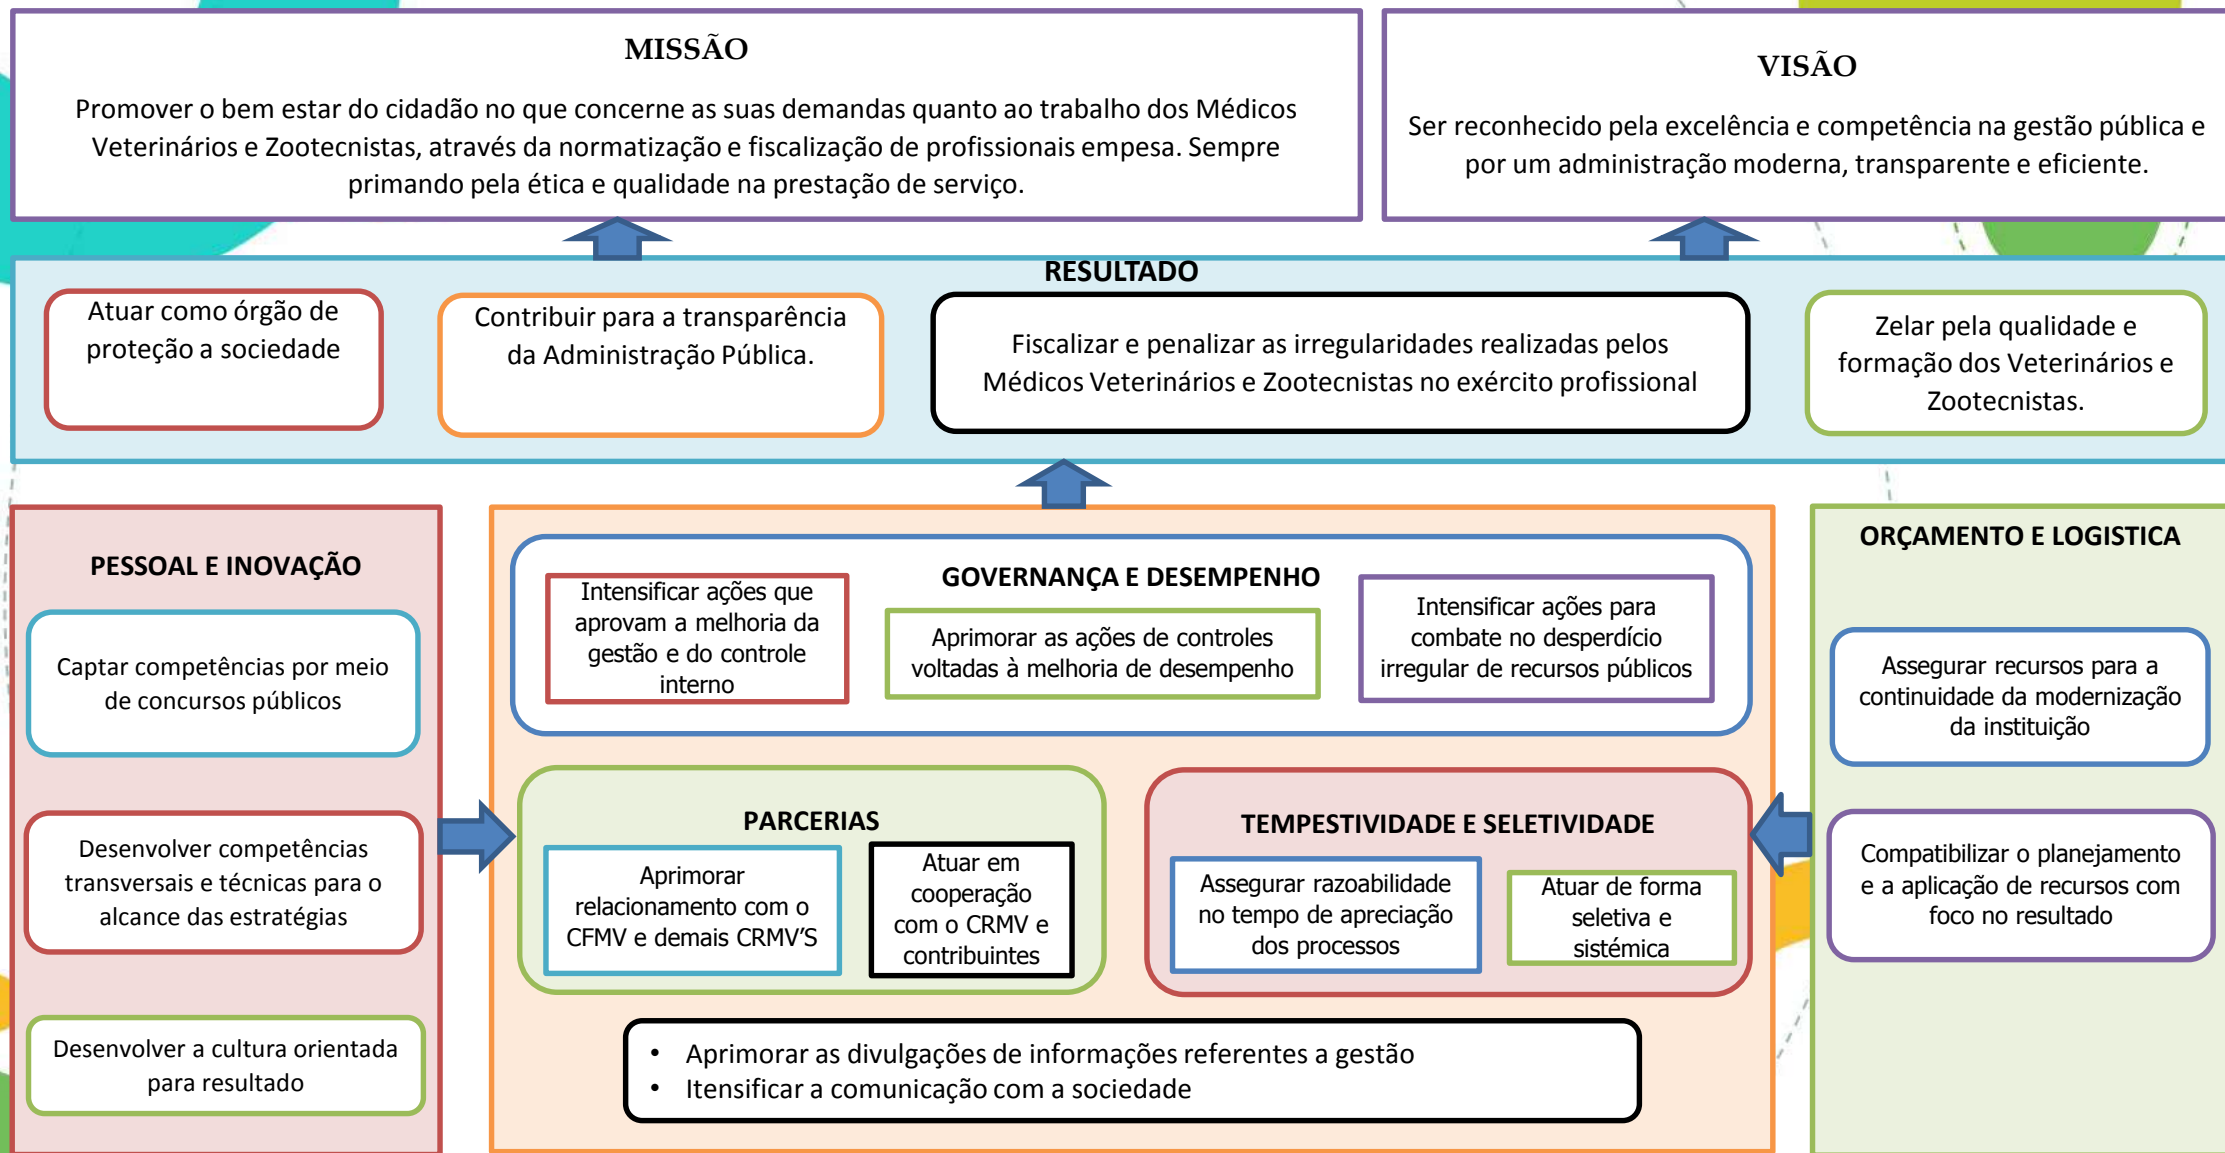 MISSÃO
Promover o bem estar do cidadão no que concerne as suas demandas quanto ao trabalho dos Médicos
Veterinários e Zootecnistas, através da normatização e fiscalização de profissionais empesa. Sempre
primando pela ética e qualidade na prestação de serviço.
VISÃO
Ser reconhecido pela excelência e competência na gestão pública e
por um administração moderna, transparente e eficiente.
RESULTADO
Atuar como órgão de
proteção a sociedade
Contribuir para a transparência
da Administração Pública.
Fiscalizar e penalizar as irregularidades realizadas pelos
Médicos Veterinários e Zootecnistas no exército profissional
Zelar pela qualidade e
formação dos Veterinários e
Zootecnistas.
PESSOAL E INOVAÇÃO
Captar competências por meio
de concursos públicos
Desenvolver competências
transversais e técnicas para o
alcance das estratégias
Desenvolver a cultura orientada
para resultado
GOVERNANÇA E DESEMPENHO
Intensificar ações que
aprovam a melhoria da
gestão e do controle
interno
Aprimorar as ações de controles
voltadas à melhoria de desempenho
Intensificar ações para
combate no desperdício
irregular de recursos públicos
PARCERIAS
Aprimorar
relacionamento com o
CFMV e demais CRMV'S
Atuar em
cooperação
com o CRMV e
contribuintes
TEMPESTIVIDADE E SELETIVIDADE
Assegurar razoabilidade
no tempo de apreciação
dos processos
Atuar de forma
seletiva e
sistémica
• Aprimorar as divulgações de informações referentes a gestão
• Itensificar a comunicação com a sociedade
ORÇAMENTO E LOGISTICA
Assegurar recursos para a
continuidade da modernização
da instituição
Compatibilizar o planejamento
e a aplicação de recursos com
foco no resultado